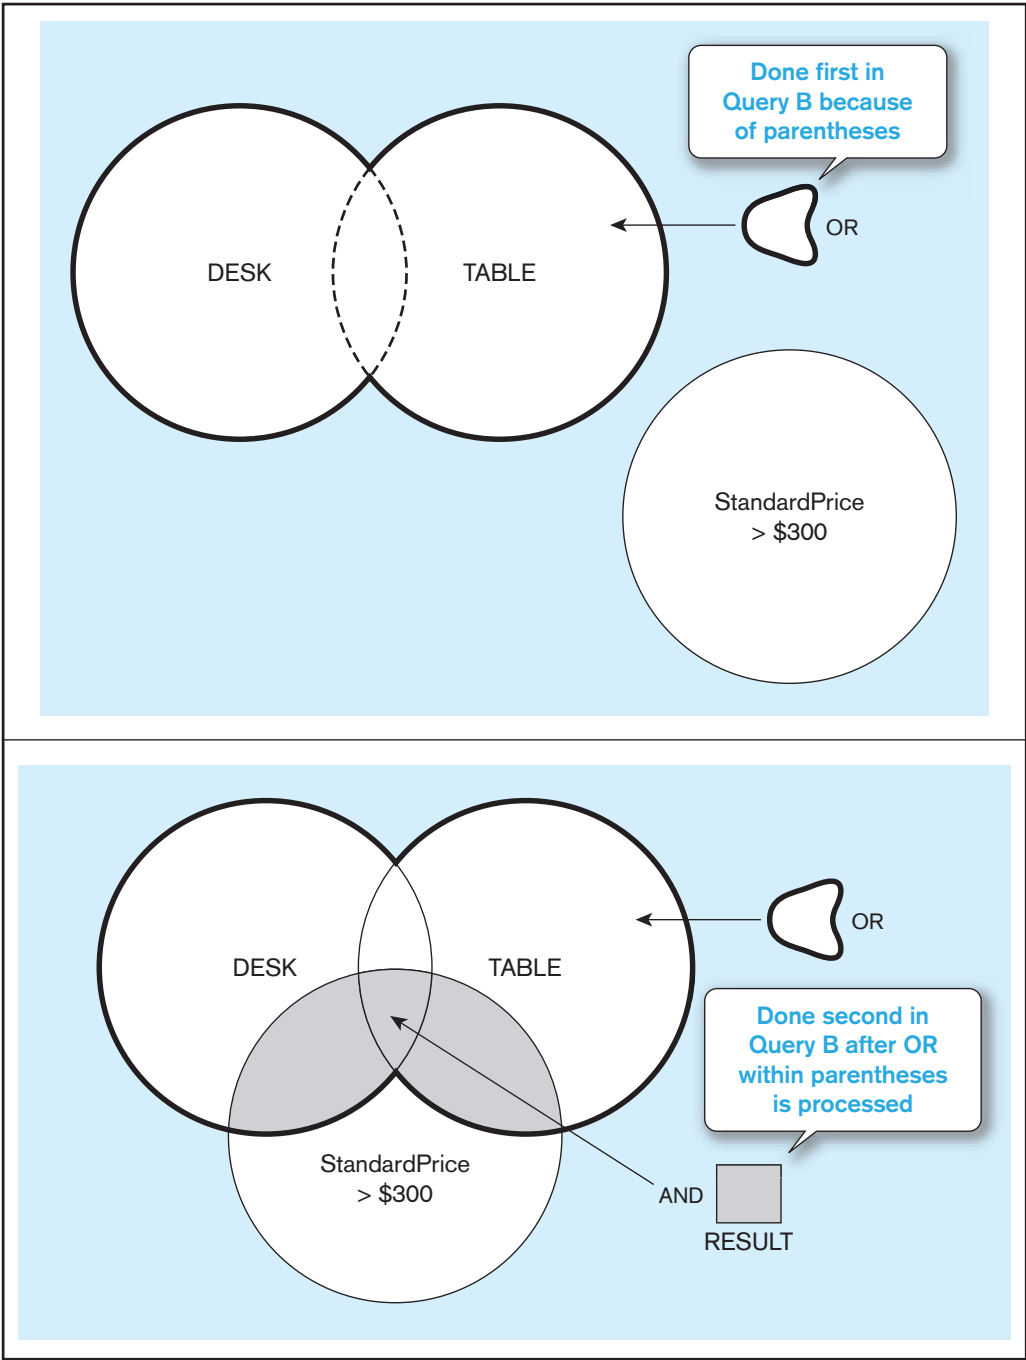 Done first in
Query B because
of parentheses
OR
DESK
TABLE
StandardPrice
> $300
OR
DESK
TABLE
Done second in
Query B after OR
within parentheses
is processed
StandardPrice
> $300
AND
RESULT